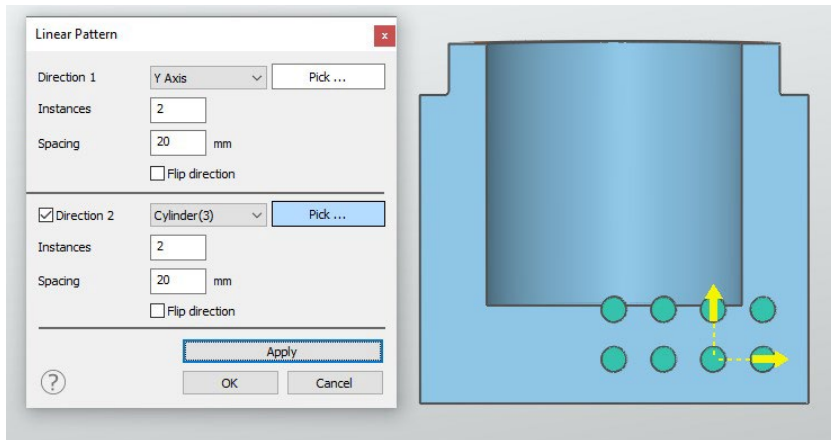 Linear Pattern
x
Direction 1 Y Axis Pick ...
Instances 2
Spacing 20 mm
Flip direction
Direction 2 Cylinder(3) Pick ...
Instances 2
Spacing 20 mm
Flip direction
Apply
? OK Cancel